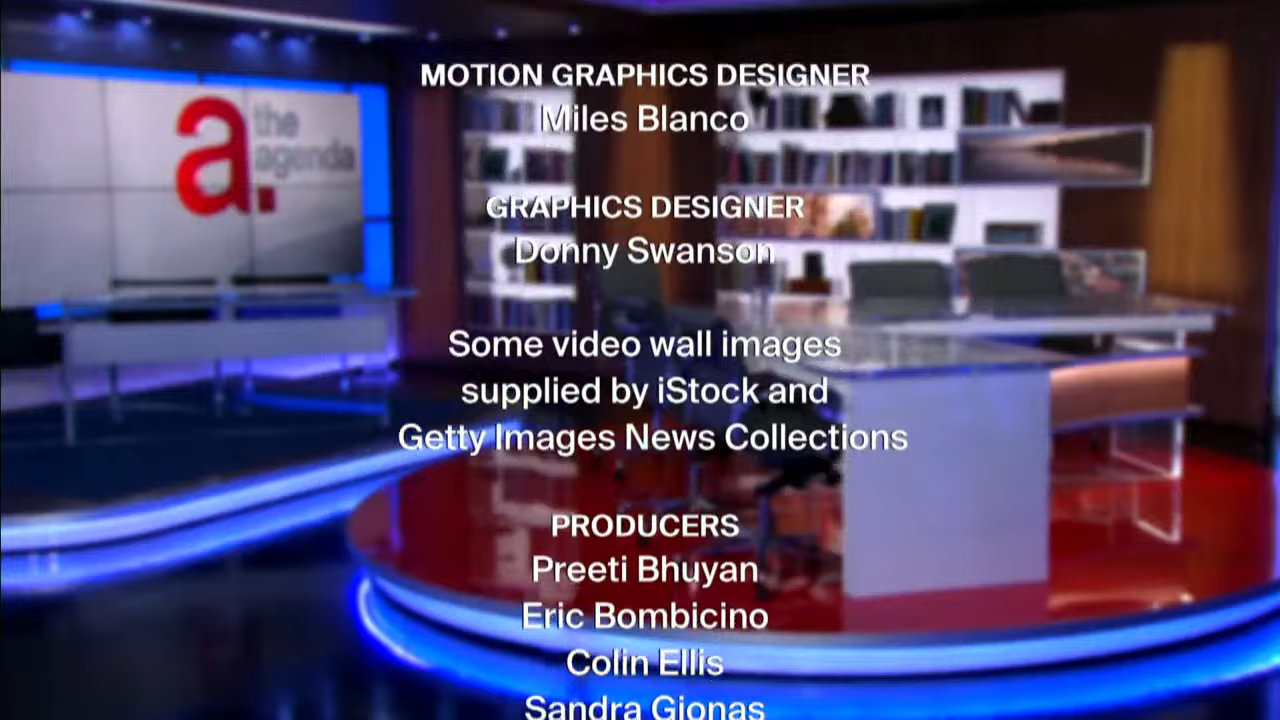 a. the
agenda
MOTION GRAPHICS DESIGNER
Miles Blanco
GRAPHICS DESIGNER
Donny Swanson
Some video wall images
supplied by iStock and
Getty Images News Collections
PRODUCERS
Preeti Bhuyan
Eric Bombicino
Colin Ellis
Sandra Gionas